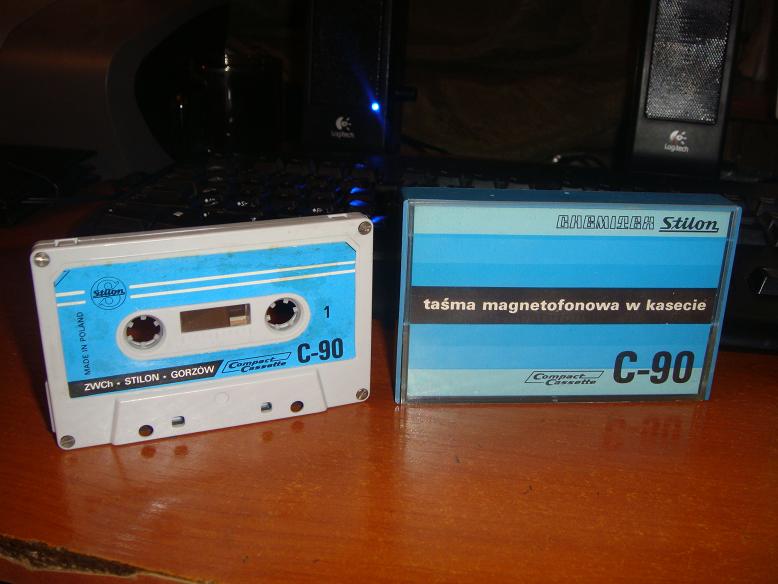 Logitech
Logitech
Stilon
MADE IN POLAND
1
ZWCh • STILON • GORZÓW
Compact
Cassette
C-90
CHEMITEX Stilon
taśma magnetofonowa w kasecie
Compact
Cassette
C-90